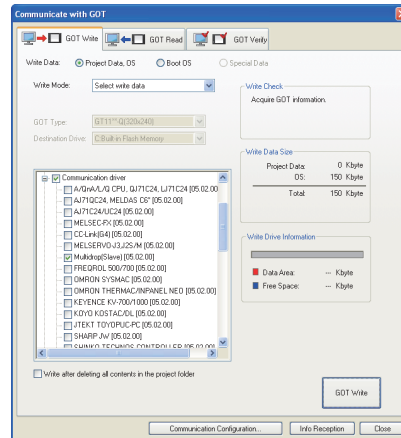 Communicate with GOT
GOT Write GOT Read GOT Verify
Write Data: Project Data, OS Boot OS Special Data
Write Mode: Select write data
GOT Type: GT11**-Q(320x240)
Destination Drive: C:Built-in Flash Memory
Communication driver
A/QnA/L/Q CPU, QJ71C24, LJ71C24 [05.02.00
AJ71QC24, MELDAS C6* [05.02.00]
AJ71C24/UC24 [05.02.00]
MELSEC-FX [05.02.00]
CC-Link(G4) [05.02.00]
MELSERVO-J3,J2S/M [05.02.00]
Multidrop(Slave) [05.02.00]
FREQROL 500/700 [05.02.00]
OMRON SYSMAC [05.02.00]
OMRON THERMAC/INPANEL NEO [05.02.00]
KEYENCE KV-700/1000 [05.02.00]
KOYO KOSTAC/DL [05.02.00]
JTEKT TOYOPUC-PC [05.02.00]
SHARP JW [05.02.00]
SHINKO TECHNOS CONTROLLER [05.02.00]
Write after deleting all contents in the project folder
Write Check
Acquire GOT information.
Write Data Size
Project Data: 0 Kbyte
OS: 150 Kbyte
Total: 150 Kbyte
Write Drive Information
Data Area: --- Kbyte
Free Space: --- Kbyte
GOT Write
Communication Configuration... Info Reception Close